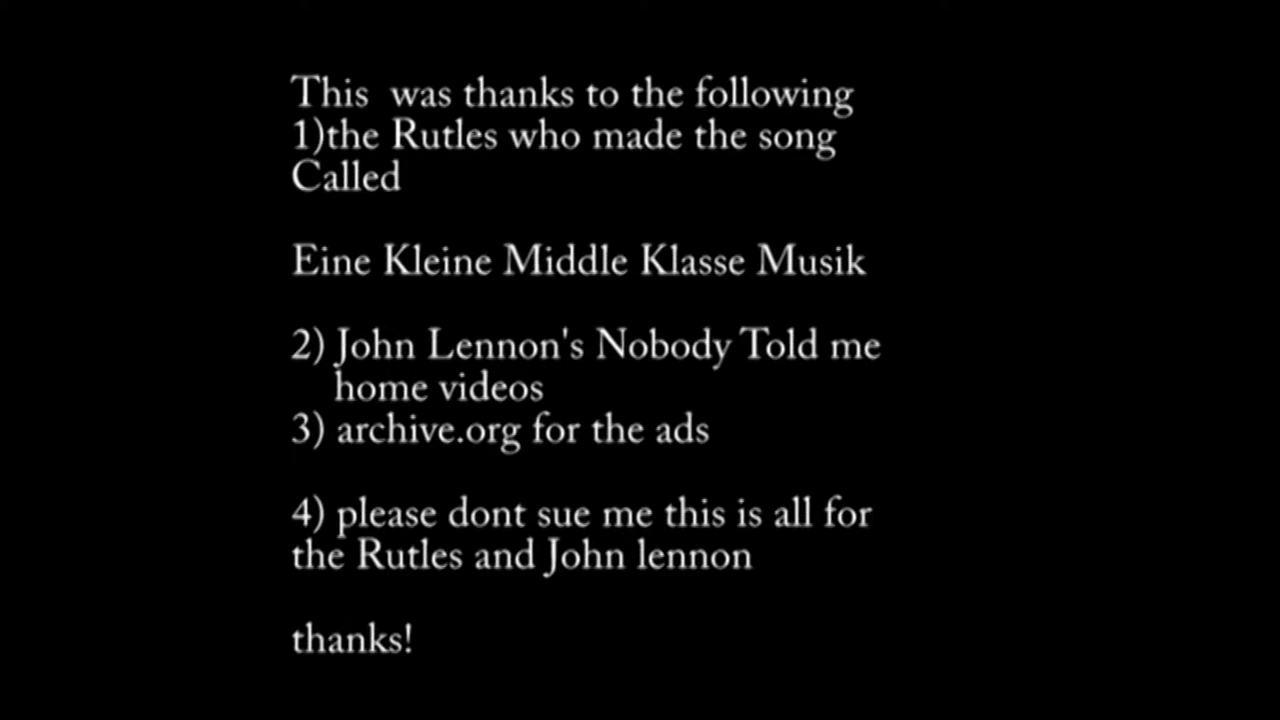 This  was thanks to the following
1)the Rutles who made the song
Called
Eine Kleine Middle Klasse Musik
2) John Lennon's Nobody Told me
home videos
3) archive.org for the ads
4) please dont sue me this is all for
the Rutles and John lennon
thanks!